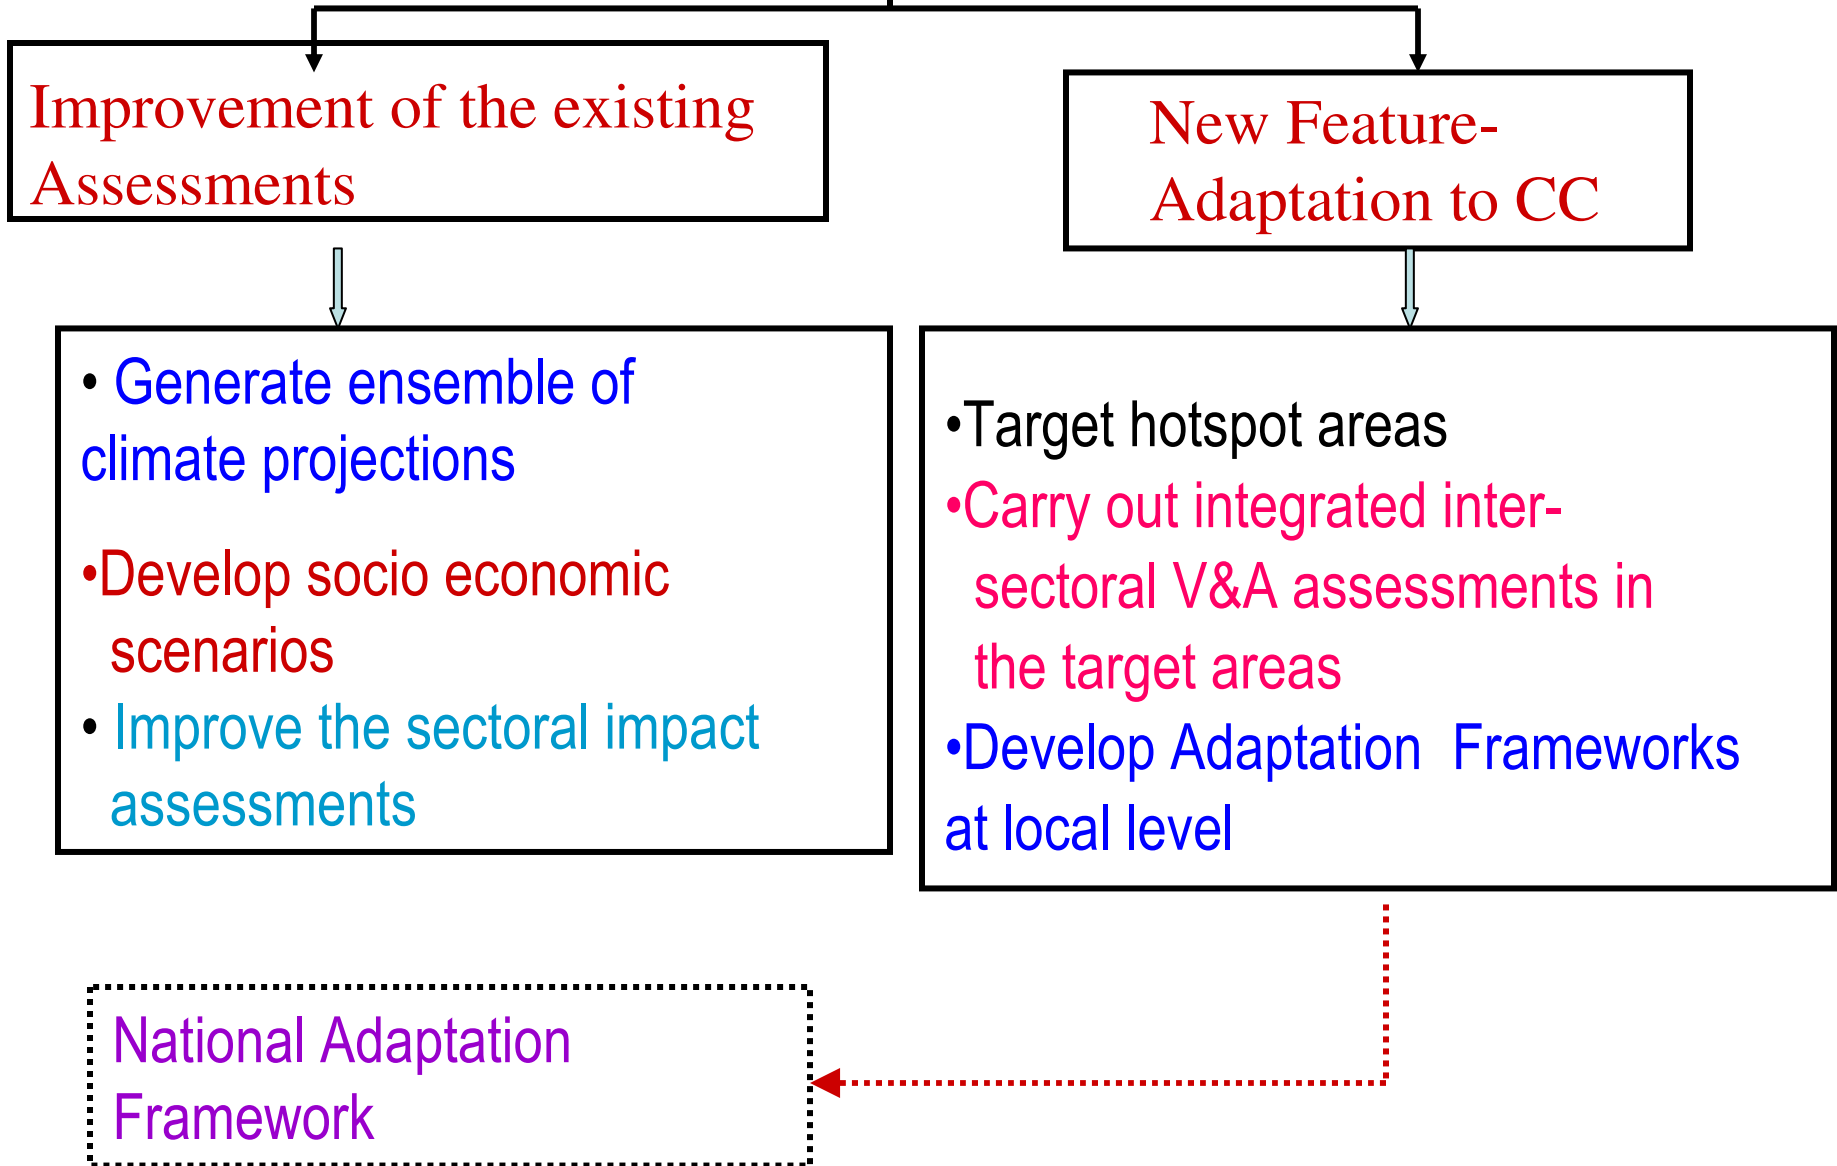 Improvement of the existing
Assessments
New Feature-
Adaptation to CC
• Generate ensemble of
climate projections
•Develop socio economic
scenarios
• Improve the sectoral impact
assessments
•Target hotspot areas
•Carry out integrated inter-
sectoral V&A assessments in
the target areas
•Develop Adaptation Frameworks
at local level
National Adaptation
Framework